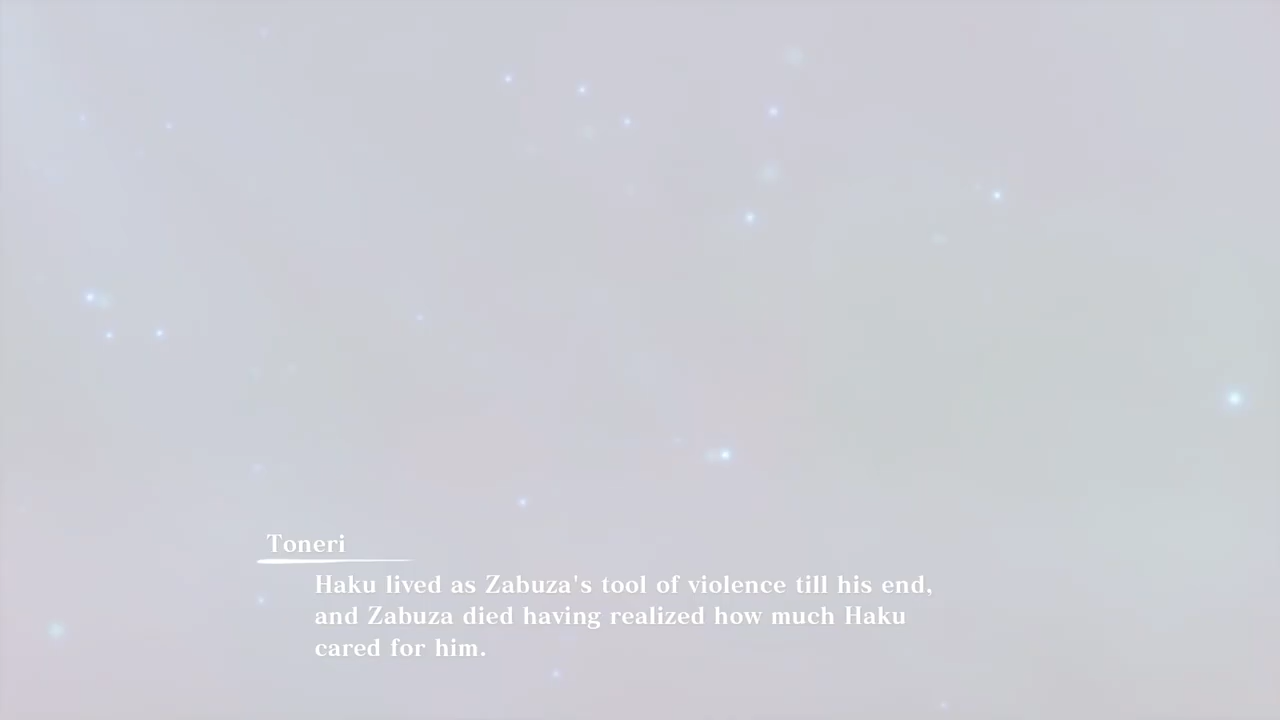 Toneri
Haku lived as Zabuza's tool of violence till his end,
and Zabuza died having realized how much Haku
cared for him.